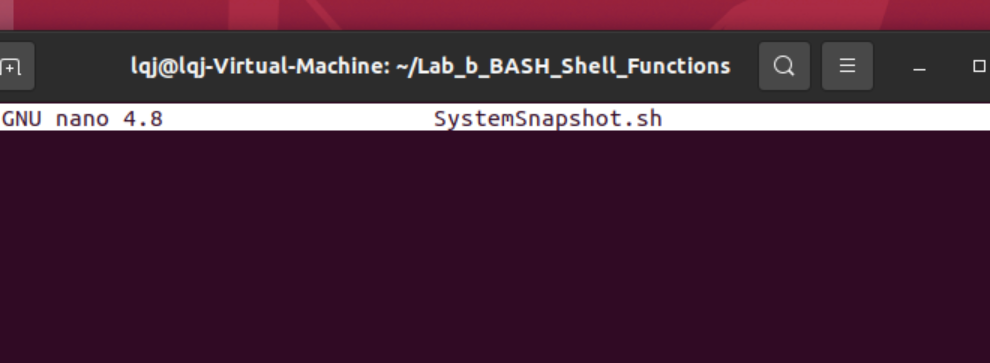 lqj@lqj-Virtual-Machine: ~/Lab_b_BASH_Shell_Functions
GNU nano 4.8 SystemSnapshot.sh